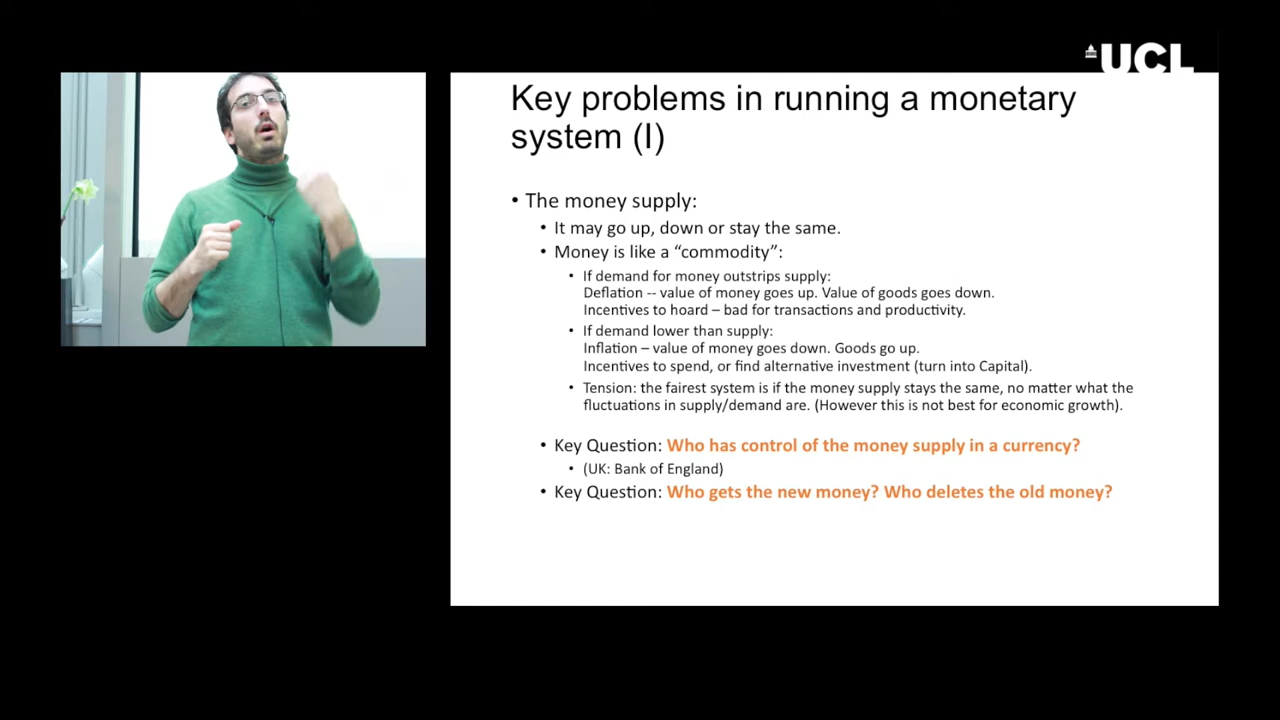 UCL
Key problems in running a monetary
system (I)
• The money supply:
• It may go up, down or stay the same.
• Money is like a “commodity”:
• If demand for money outstrips supply:
Deflation -- value of money goes up. Value of goods goes down.
Incentives to hoard – bad for transactions and productivity.
• If demand lower than supply:
Inflation – value of money goes down. Goods go up.
Incentives to spend, or find alternative investment (turn into Capital).
• Tension: the fairest system is if the money supply stays the same, no matter what the
fluctuations in supply/demand are. (However this is not best for economic growth).
• Key Question: Who has control of the money supply in a currency?
• (UK: Bank of England)
• Key Question: Who gets the new money? Who deletes the old money?